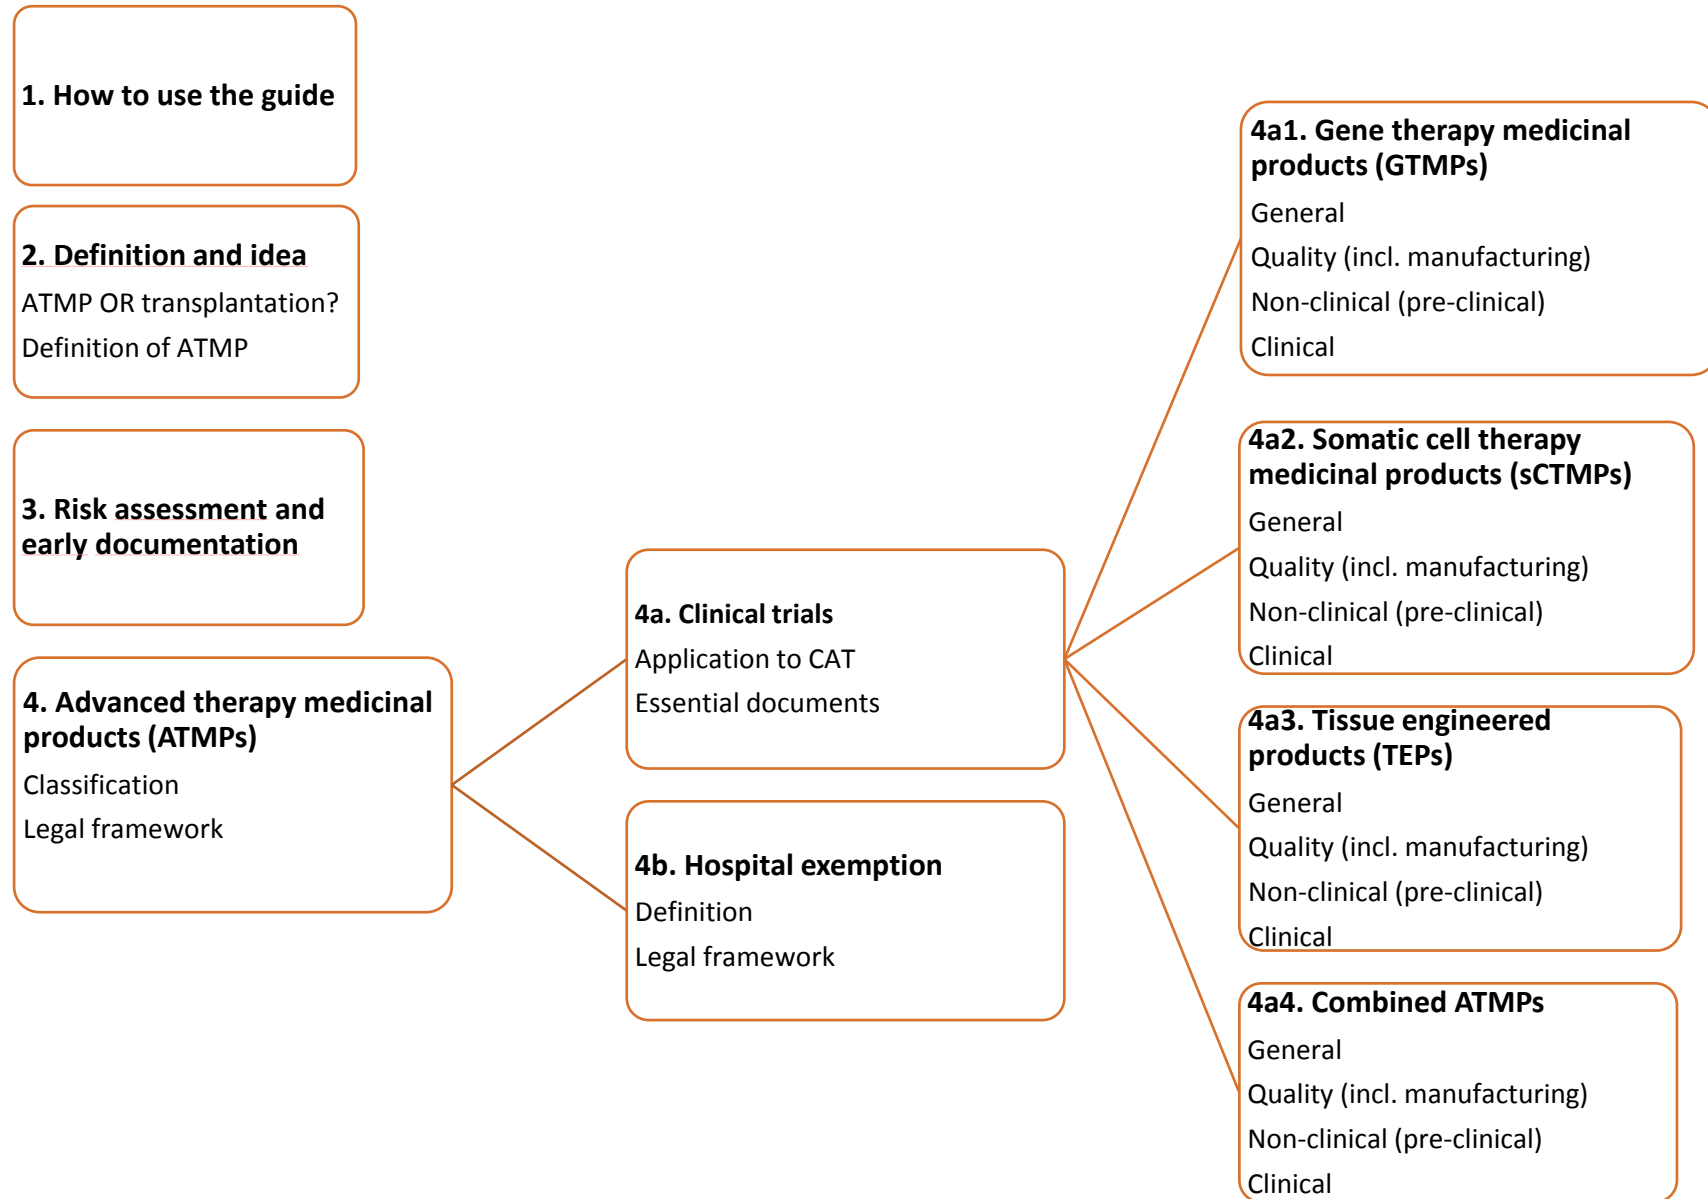 1. How to use the guide
2. Definition and idea
ATMP OR transplantation?
Definition of ATMP
3. Risk assessment and
early documentation
4. Advanced therapy medicinal
products (ATMPs)
Classification
Legal framework
4a. Clinical trials
Application to CAT
Essential documents
4b. Hospital exemption
Definition
Legal framework
4a1. Gene therapy medicinal
products (GTMPs)
General
Quality (incl. manufacturing)
Non-clinical (pre-clinical)
Clinical
4a2. Somatic cell therapy
medicinal products (sCTMPs)
General
Quality (incl. manufacturing)
Non-clinical (pre-clinical)
Clinical
4a3. Tissue engineered
products (TEPs)
General
Quality (incl. manufacturing)
Non-clinical (pre-clinical)
Clinical
4a4. Combined ATMPs
General
Quality (incl. manufacturing)
Non-clinical (pre-clinical)
Clinical